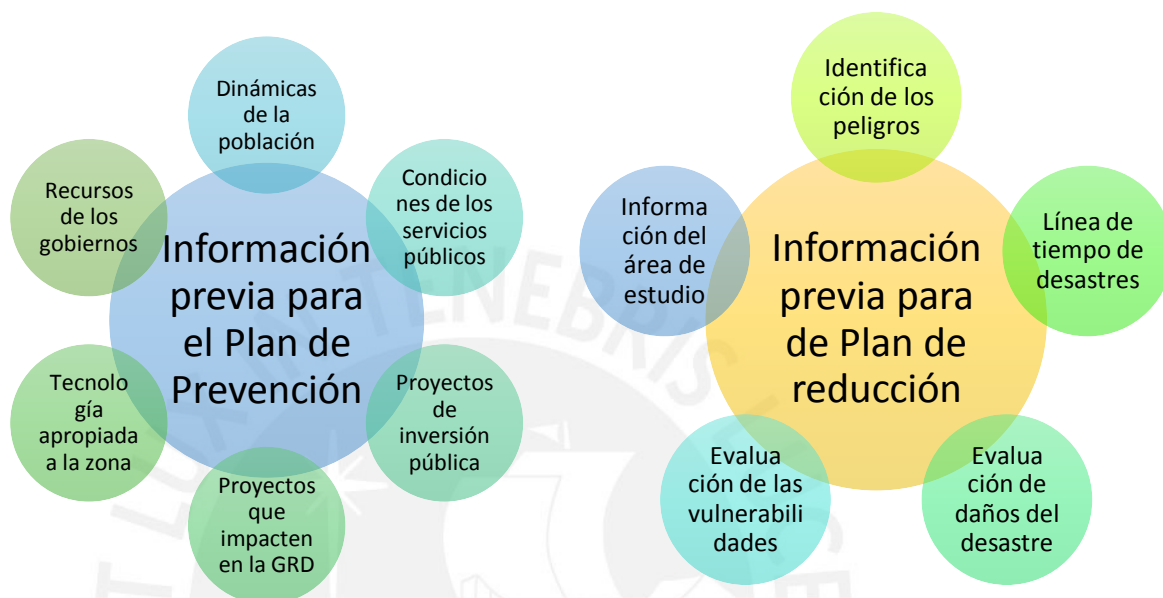 Dinámicas
de la
población
Recursos
de los
gobiernos
Condicio
nes de los
servicios
públicos
Información
previa para
el Plan de
Prevención
Tecnolo
gía
apropiada
a la zona
Proyectos
de
inversión
pública
Proyectos
que
impacten
en la GRD
Identifica
ción de los
peligros
Informa
ción del
área de
estudio
Línea de
tiempo de
desastres
Información
previa para
de Plan de
reducción
Evalua
ción de las
vulnerabili
dades
Evalua
ción de
daños del
desastre
IN TENEBRIS